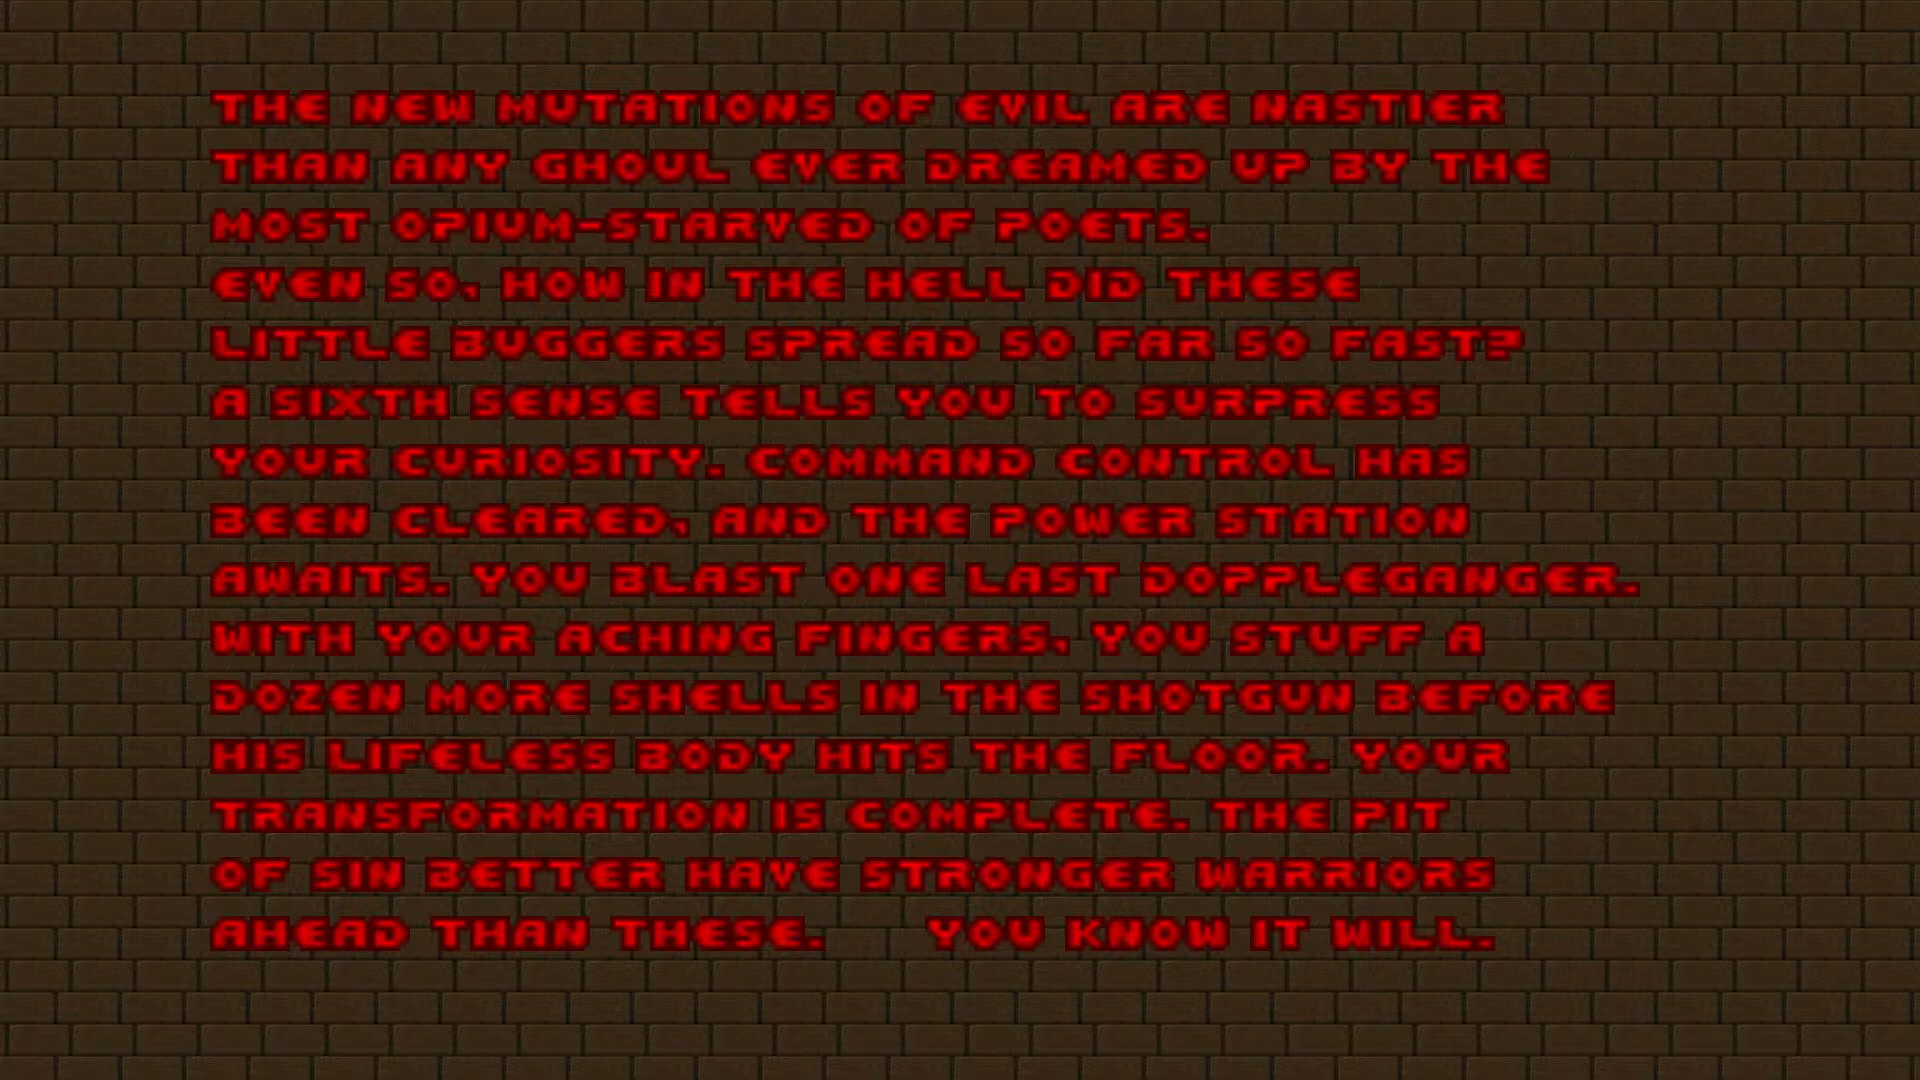 THE NEW MUTATIONS OF EVIL ARE NASTIER
THAN ANY GHOUL EVER DREAMED UP BY THE
MOST OPIUM-STARVED OF POETS.
EVEN SO, HOW IN THE HELL DID THESE
LITTLE BUGGERS SPREAD SO FAR SO FAST?
A SIXTH SENSE TELLS YOU TO SURPRESS
YOUR CURIOSITY. COMMAND CONTROL HAS
BEEN CLEARED, AND THE POWER STATION
AWAITS. YOU BLAST ONE LAST DOPPLEGANGER.
WITH YOUR ACHING FINGERS, YOU STUFF A
DOZEN MORE SHELLS IN THE SHOTGUN BEFORE
HIS LIFELESS BODY HITS THE FLOOR. YOUR
TRANSFORMATION IS COMPLETE. THE PIT
OF SIN BETTER HAVE STRONGER WARRIORS
AHEAD THAN THESE. YOU KNOW IT WILL.